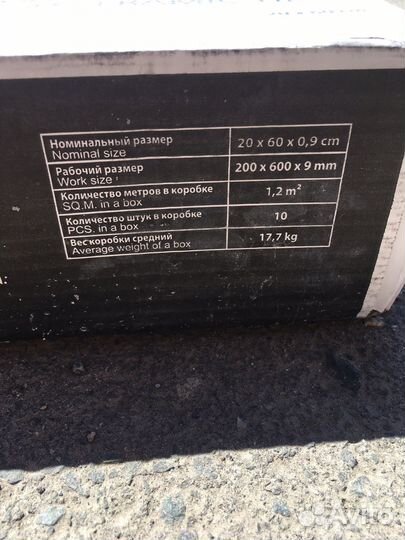 Номинальный размер
Nominal size
20 x 60 x 0,9 cm
Рабочий размер
Work size
200 x 600 x 9 mm
Количество метров в коробке
SQ.M. in a box
1,2 m²
Количество штук в коробке
PCS. in a box
10
Вес коробки средний
Average weight of a box
17,7 kg
Avito